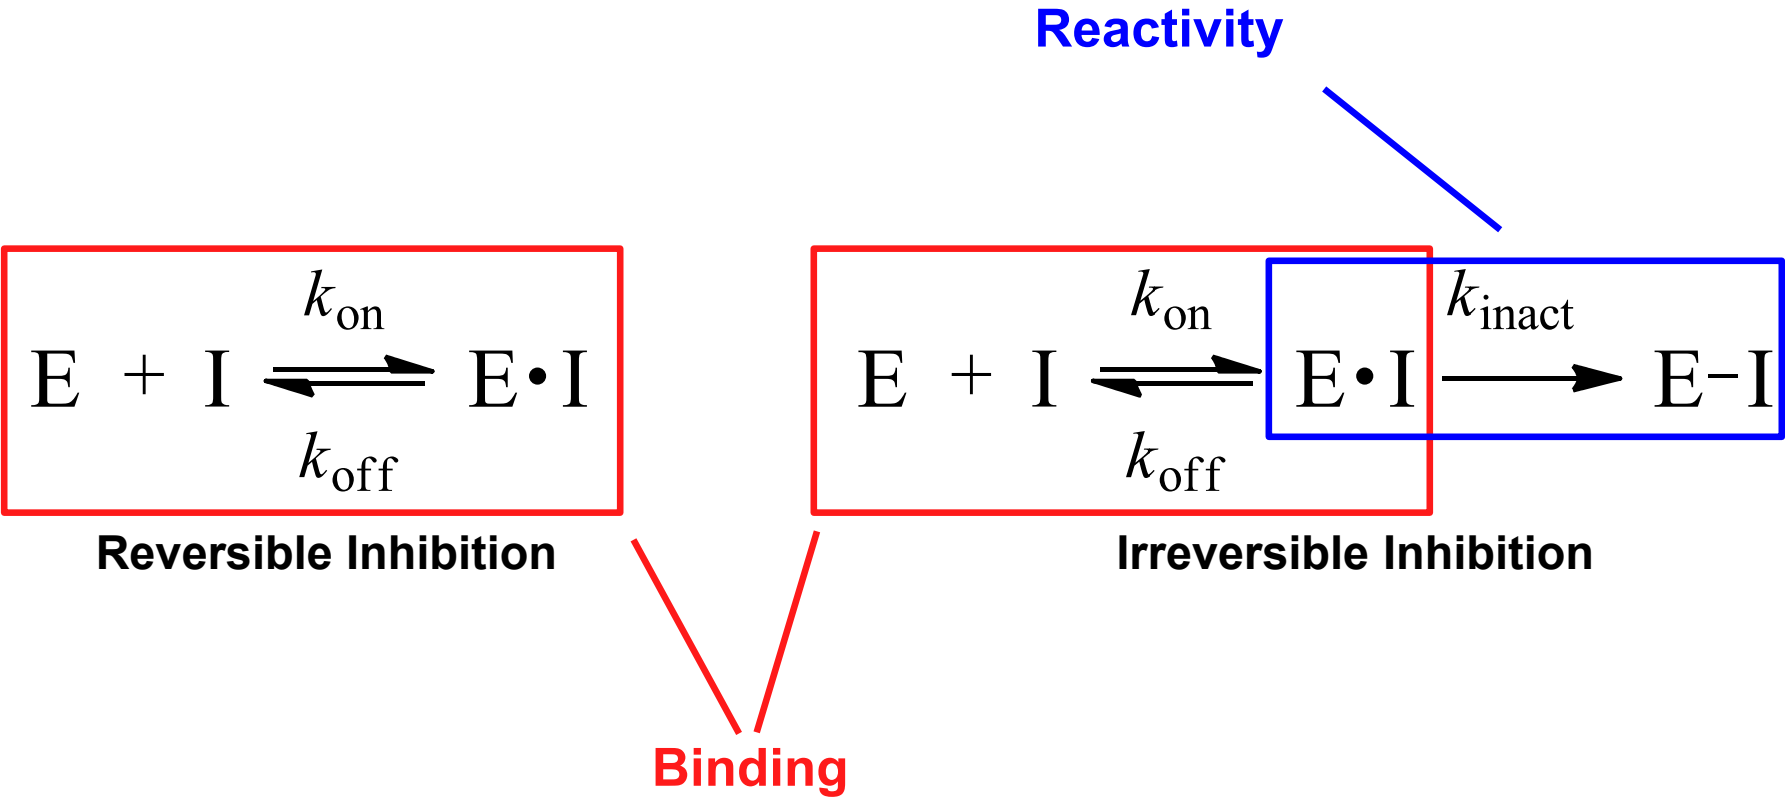 Reactivity
k_on
E + I ⇌ E•I
k_off
Reversible Inhibition
k_on k_inact
E + I ⇌ E•I → E–I
k_off
Irreversible Inhibition
Binding